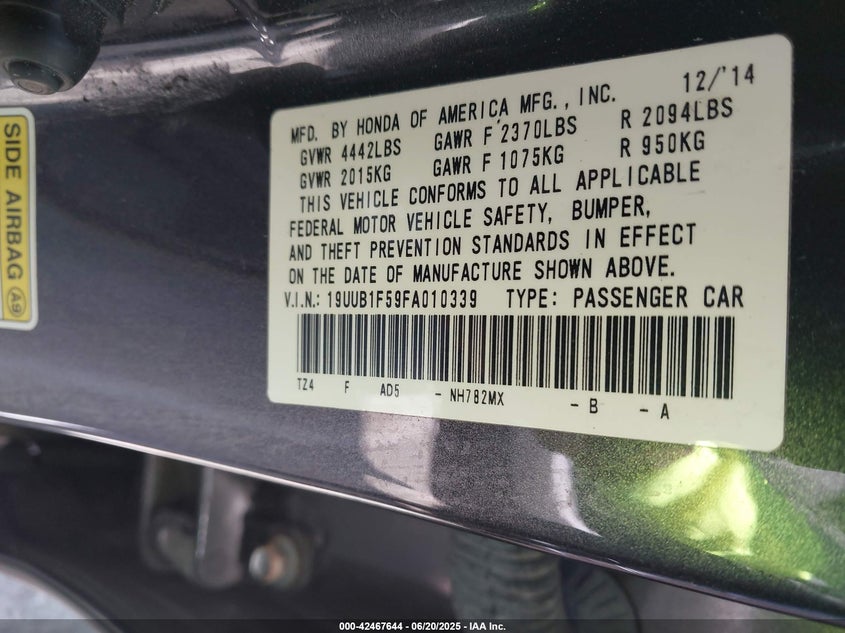 SIDE AIRBAG A9
12/'14
MFD. BY HONDA OF AMERICA MFG., INC.
GVWR 4442LBS GAWR F 2370LBS R 2094LBS
GVWR 2015KG GAWR F 1075KG R 950KG
THIS VEHICLE CONFORMS TO ALL APPLICABLE
FEDERAL MOTOR VEHICLE SAFETY, BUMPER,
AND THEFT PREVENTION STANDARDS IN EFFECT
ON THE DATE OF MANUFACTURE SHOWN ABOVE.
V.I.N.: 19UUB1F59FA010339 TYPE: PASSENGER CAR
TZ4 F AD5 - NH782MX - B - A
000-42467644 / 06/20/2025 - IAA Inc.